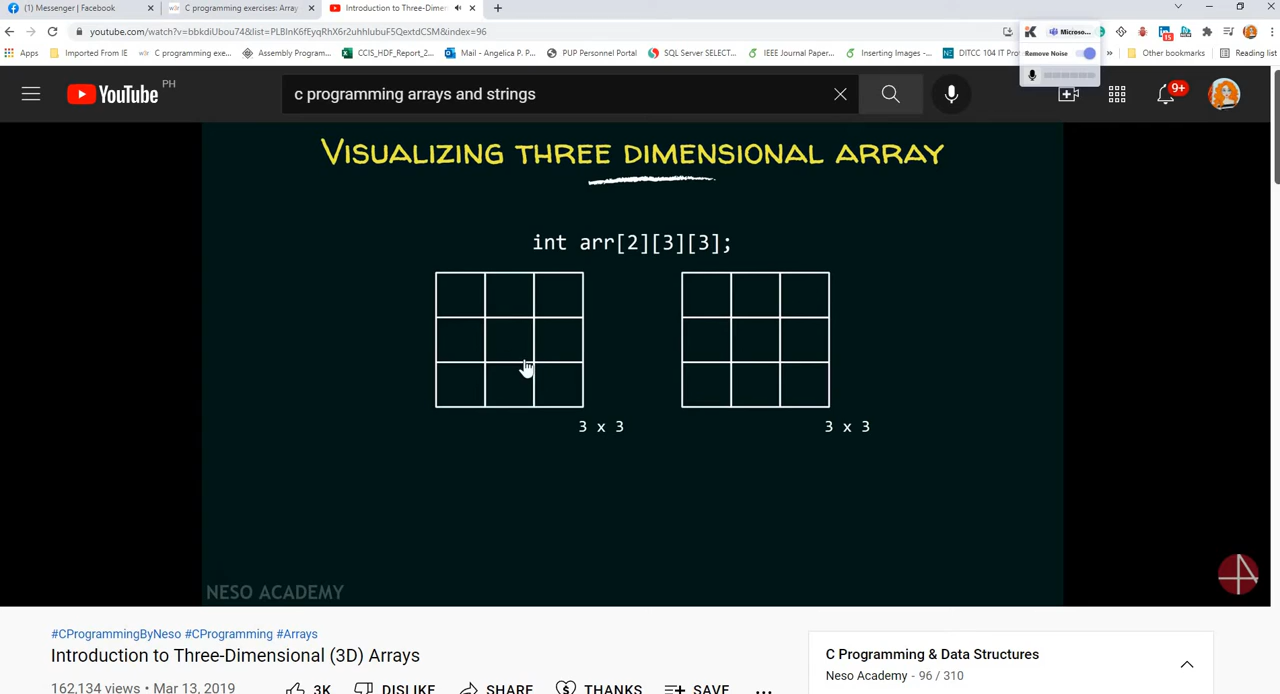 (1) Messenger | Facebook
C programming exercises: Array
Introduction to Three-Dimen
youtube.com/watch?v=bbkdiUbou74&list=PLBlnK6fEyqRhX6r2uhhlubuF5QextdCSM&index=96
Microso...
Remove Noise
Apps
Imported From IE
C programming exe...
Assembly Program...
CCIS_HDF_Report_2...
Mail - Angelica P. P...
PUP Personnel Portal
SQL Server SELECT...
IEEE Journal Paper...
Inserting Images -...
DITCC 104 IT Pro
Other bookmarks
Reading list
15
YouTube PH
c programming arrays and strings
9+
VISUALIZING THREE DIMENSIONAL ARRAY
int arr[2][3][3];
3 x 3
3 x 3
NESO ACADEMY
#CProgrammingByNeso #CProgramming #Arrays
Introduction to Three-Dimensional (3D) Arrays
162,134 views • Mar 13, 2019
3K
DISLIKE
SHARE
THANKS
SAVE
C Programming & Data Structures
Neso Academy - 96 / 310